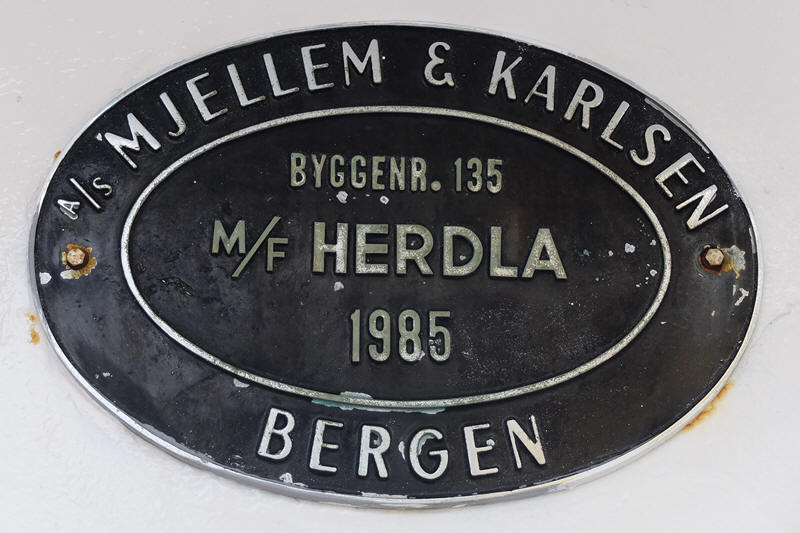 A/S MJELLEM & KARLSEN
BYGGENR. 135
M/F HERDLA
1985
BERGEN